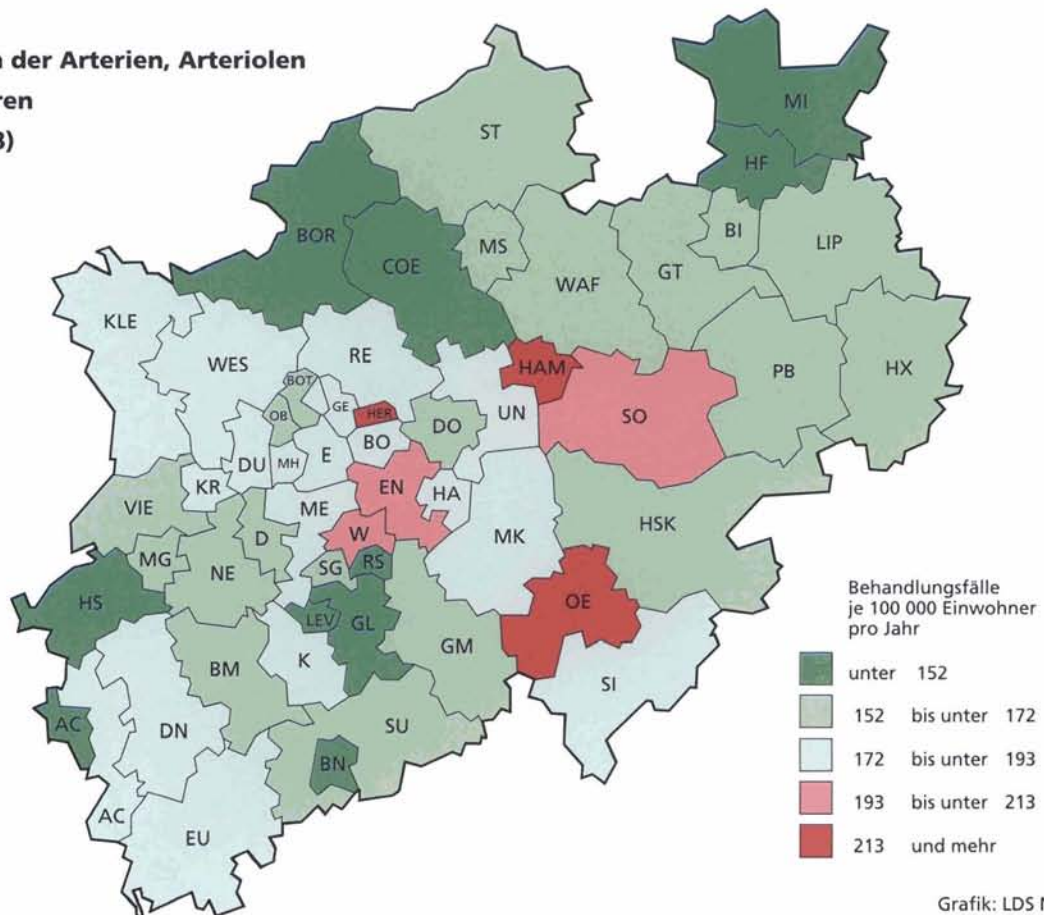 der Arterien, Arteriolen
MI
ST
HF
BOR
MS
BI
LIP
COE
WAF
GT
KLE
WES
RE
HAM
PB
HX
BOT
OB
GE
HER
UN
SO
DO
BO
DU
MH
E
KR
EN
HA
VIE
ME
MK
HSK
W
D
MG
NE
SG
RS
HS
OE
LEV
GL
K
GM
BM
SI
AC
DN
SU
BN
AC
EU
Behandlungsfälle
je 100 000 Einwohner
pro Jahr
unter 152
152 bis unter 172
172 bis unter 193
193 bis unter 213
213 und mehr
Grafik: LDS